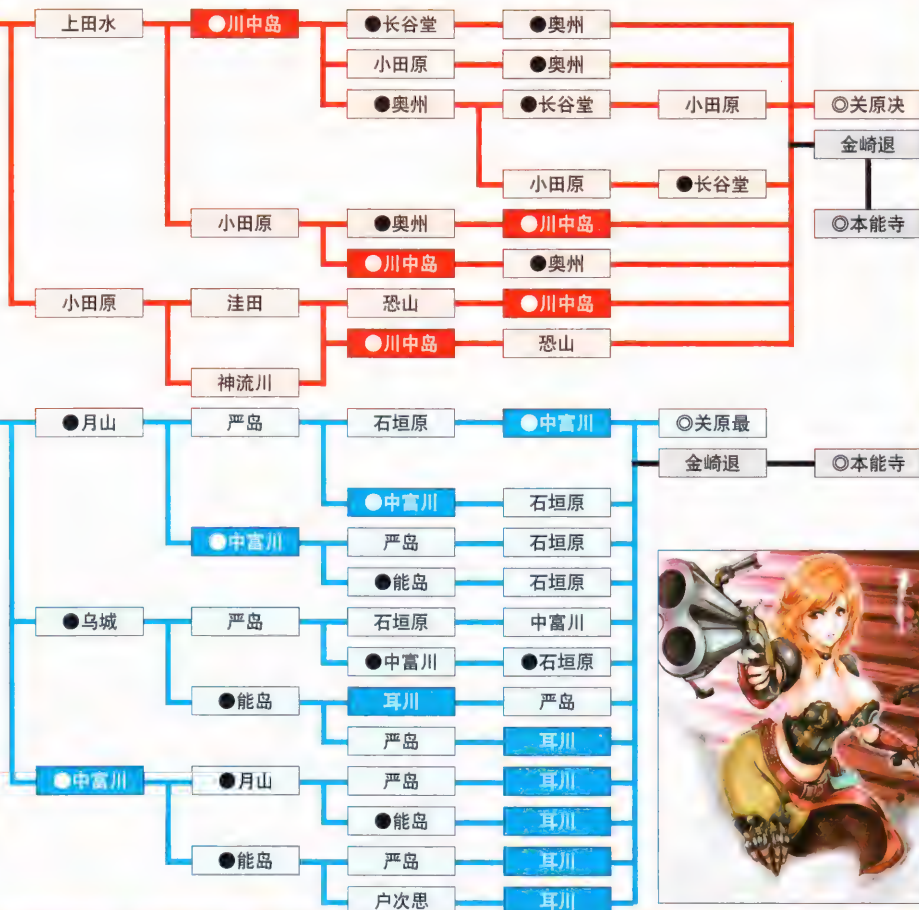 上田水 ●川中岛 ●长谷堂 ●奥州
小田原 ●奥州
●奥州 ●长谷堂 小田原 ◎关原决
金崎退
小田原 ●长谷堂
小田原 ●奥州 ●川中岛 ◎本能寺
●川中岛 ●奥州
小田原 洼田 恐山 ●川中岛
●川中岛 恐山
神流川
●月山 严岛 石垣原 ●中富川 ◎关原最
金崎退 ◎本能寺
●中富川 石垣原
●中富川 严岛 石垣原
●能岛 石垣原
●乌城 严岛 石垣原 中富川
●中富川 ●石垣原
●能岛 耳川 严岛
严岛 耳川
●中富川 ●月山 严岛 耳川
●能岛 耳川
●能岛 严岛 耳川
户次思 耳川